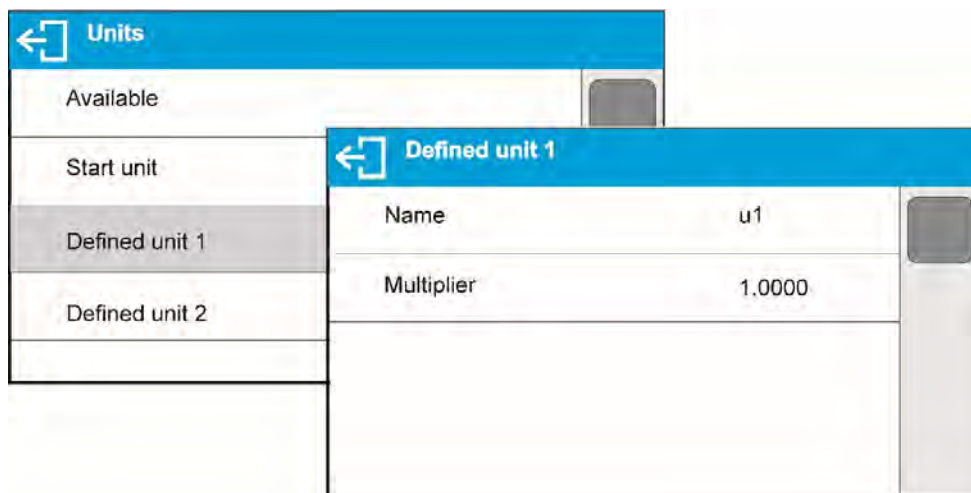 Units
Available
Start unit
Defined unit 1
Defined unit 2
Defined unit 1
Name u1
Multiplier 1.0000